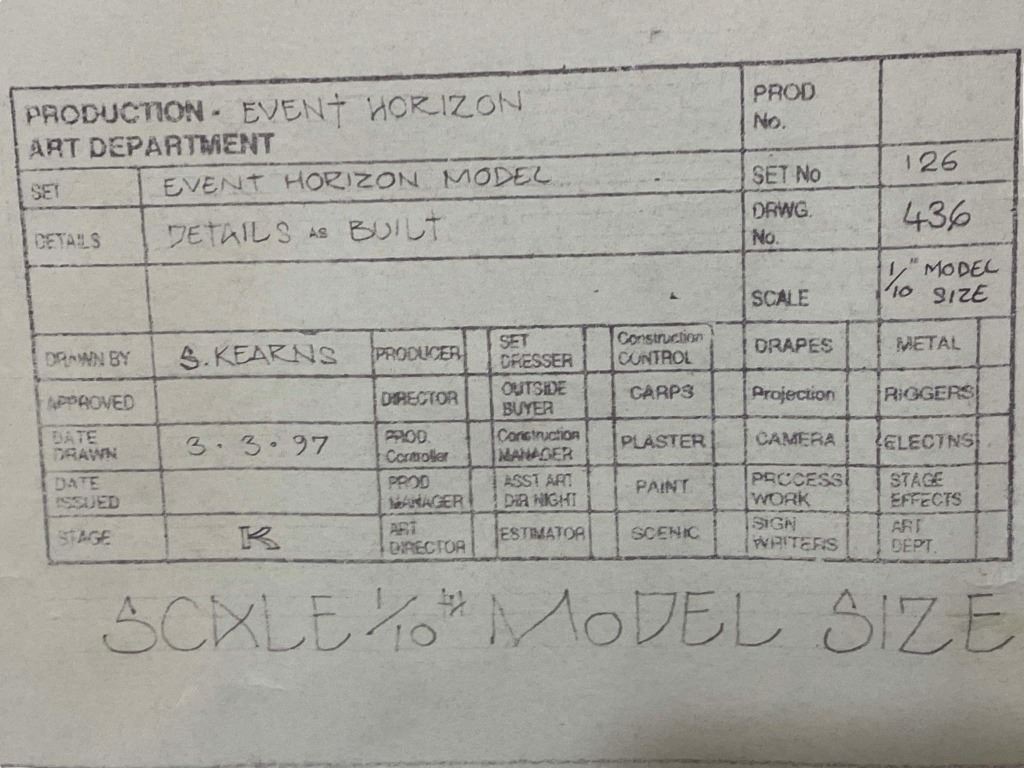 PRODUCTION - EVENT HORIZON
ART DEPARTMENT
PROD No.
SET EVENT HORIZON MODEL
SET No 126
DETAILS DETAILS AS BUILT
DRWG. No. 436
SCALE 1/10" MODEL SIZE
DRAWN BY S. KEARNS PRODUCER SET DRESSER Construction CONTROL DRAPES METAL
APPROVED DIRECTOR OUTSIDE BUYER CARPS Projection RIGGERS
DATE DRAWN 3.3.97 PROD. Controller Construction MANAGER PLASTER CAMERA ELECTNS
DATE ISSUED PROD MANAGER ASST ART DIR NIGHT PAINT PROCESS WORK STAGE EFFECTS
STAGE K ART DIRECTOR ESTIMATOR SCENIC SIGN WRITERS ART DEPT.
SCALE 1/10TH MODEL SIZE